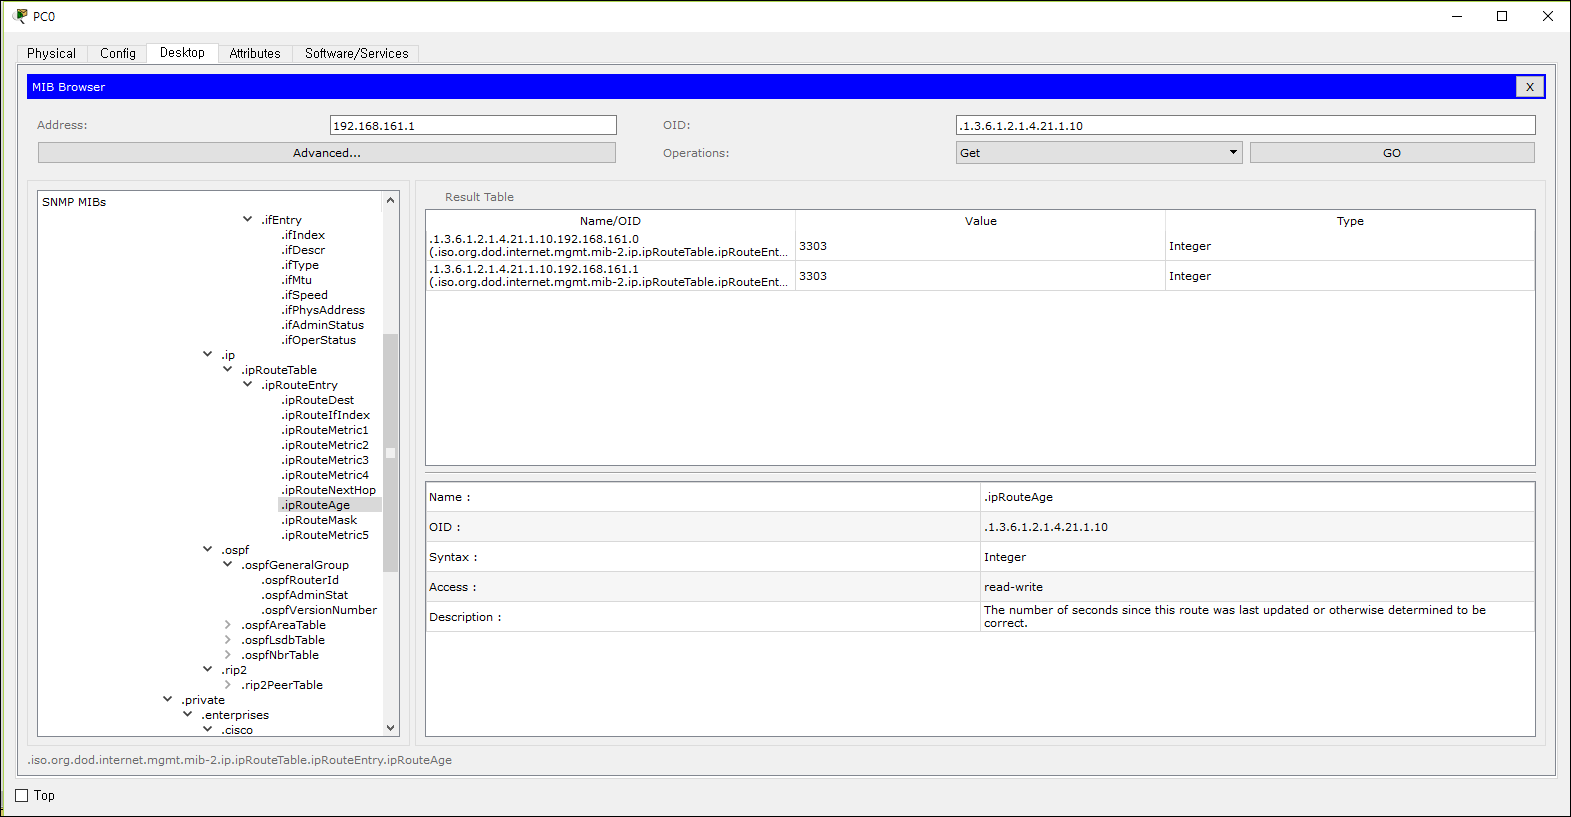 PC0
Physical Config Desktop Attributes Software/Services
MIB Browser X
Address: 192.168.161.1 OID: .1.3.6.1.2.1.4.21.1.10
Advanced... Operations: Get GO
SNMP MIBs
.ifEntry
.ifIndex
.ifDescr
.ifType
.ifMtu
.ifSpeed
.ifPhysAddress
.ifAdminStatus
.ifOperStatus
.ip
.ipRouteTable
.ipRouteEntry
.ipRouteDest
.ipRouteIfIndex
.ipRouteMetric1
.ipRouteMetric2
.ipRouteMetric3
.ipRouteMetric4
.ipRouteNextHop
.ipRouteAge
.ipRouteMask
.ipRouteMetric5
.ospf
.ospfGeneralGroup
.ospfRouterId
.ospfAdminStat
.ospfVersionNumber
.ospfAreaTable
.ospfLsdbTable
.ospfNbrTable
.rip2
.rip2PeerTable
.private
.enterprises
.cisco
Result Table
Name/OID Value Type
.1.3.6.1.2.1.4.21.1.10.192.168.161.0
(.iso.org.dod.internet.mgmt.mib-2.ip.ipRouteTable.ipRouteEnt... 3303 Integer
.1.3.6.1.2.1.4.21.1.10.192.168.161.1
(.iso.org.dod.internet.mgmt.mib-2.ip.ipRouteTable.ipRouteEnt... 3303 Integer
Name : .ipRouteAge
OID : .1.3.6.1.2.1.4.21.1.10
Syntax : Integer
Access : read-write
Description : The number of seconds since this route was last updated or otherwise determined to be
correct.
.iso.org.dod.internet.mgmt.mib-2.ip.ipRouteTable.ipRouteEntry.ipRouteAge
Top